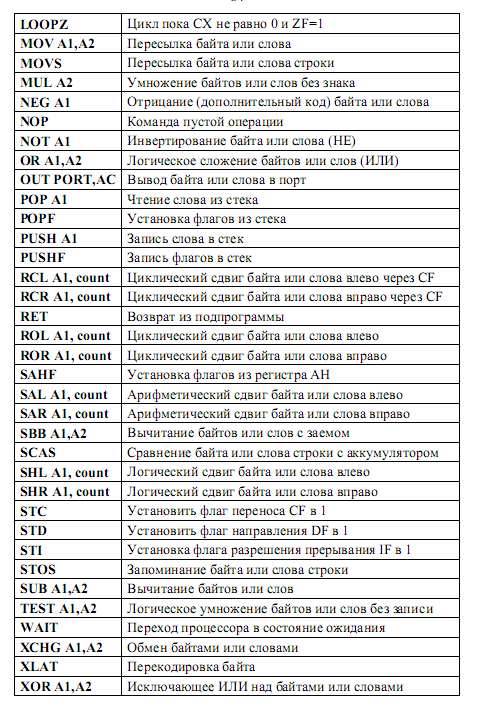 LOOPZ Цикл пока CX не равно 0 и ZF=1
MOV A1,A2 Пересылка байта или слова
MOVS Пересылка байта или слова строки
MUL A2 Умножение байтов или слов без знака
NEG A1 Отрицание (дополнительный код) байта или слова
NOP Команда пустой операции
NOT A1 Инвертирование байта или слова (НЕ)
OR A1,A2 Логическое сложение байтов или слов (ИЛИ)
OUT PORT,AC Вывод байта или слова в порт
POP A1 Чтение слова из стека
POPF Установка флагов из стека
PUSH A1 Запись слова в стек
PUSHF Запись флагов в стек
RCL A1, count Циклический сдвиг байта или слова влево через CF
RCR A1, count Циклический сдвиг байта или слова вправо через CF
RET Возврат из подпрограммы
ROL A1, count Циклический сдвиг байта или слова влево
ROR A1, count Циклический сдвиг байта или слова вправо
SAHF Установка флагов из регистра AH
SAL A1, count Арифметический сдвиг байта или слова влево
SAR A1, count Арифметический сдвиг байта или слова вправо
SBB A1,A2 Вычитание байтов или слов с заемом
SCAS Сравнение байта или слова строки с аккумулятором
SHL A1, count Логический сдвиг байта или слова влево
SHR A1, count Логический сдвиг байта или слова вправо
STC Установить флаг переноса CF в 1
STD Установить флаг направления DF в 1
STI Установка флага разрешения прерывания IF в 1
STOS Запоминание байта или слова строки
SUB A1,A2 Вычитание байтов или слов
TEST A1,A2 Логическое умножение байтов или слов без записи
WAIT Переход процессора в состояние ожидания
XCHG A1,A2 Обмен байтами или словами
XLAT Перекодировка байта
XOR A1,A2 Исключающее ИЛИ над байтами или словами